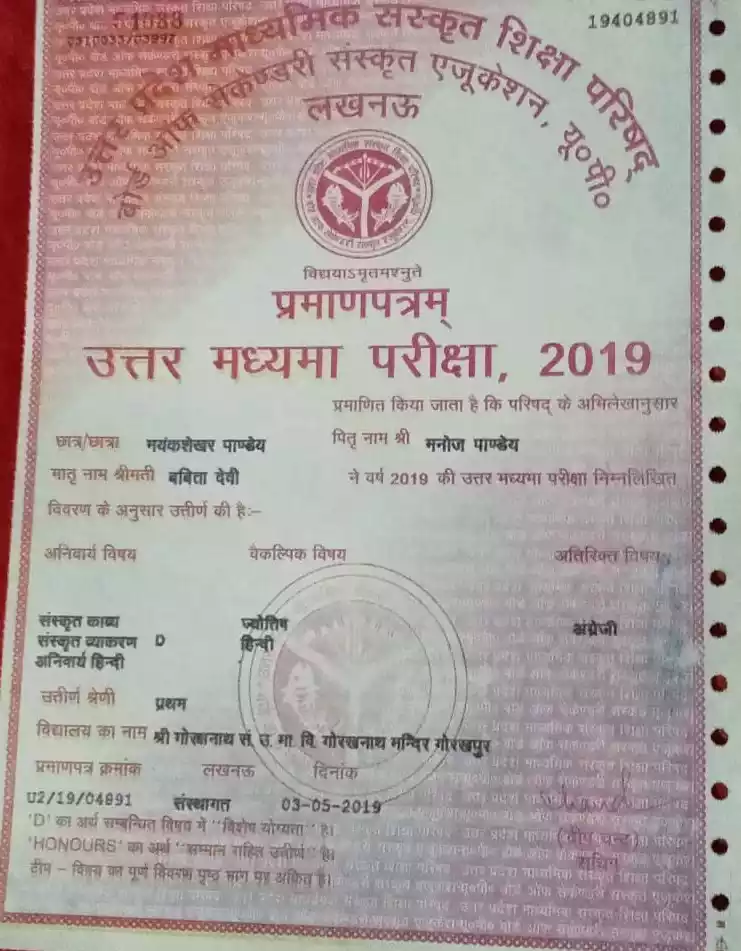 19404891
उत्तर प्रदेश माध्यमिक संस्कृत शिक्षा परिषद्
बोर्ड ऑफ सेकेण्डरी संस्कृत एजूकेशन, यू०पी०
लखनऊ
विद्ययाऽमृतमश्नुते
प्रमाणपत्रम्
उत्तर मध्यमा परीक्षा, 2019
प्रमाणित किया जाता है कि परिषद् के अभिलेखानुसार
छात्र/छात्रा मयंकशेखर पाण्डेय पितृ नाम श्री मनोज पाण्डेय
मातृ नाम श्रीमती बबिता देवी ने वर्ष 2019 की उत्तर मध्यमा परीक्षा निम्नलिखित
विवरण के अनुसार उत्तीर्ण की है:-
अनिवार्य विषय वैकल्पिक विषय अतिरिक्त विषय
संस्कृत काव्य ज्योतिष अंग्रेजी
संस्कृत व्याकरण D हिन्दी
अनिवार्य हिन्दी
उत्तीर्ण श्रेणी प्रथम
विद्यालय का नाम श्री गोरखनाथ सं. उ. मा. वि. गोरखनाथ मन्दिर गोरखपुर
प्रमाणपत्र क्रमांक लखनऊ दिनांक
U2/19/04891 संस्थागत 03-05-2019
'D' का अर्थ सम्बन्धित विषय में "विशेष योग्यता" है।
'HONOURS' का अर्थ "सम्मान सहित उत्तीर्ण" है।
टीप – विषय का पूर्ण विवरण पृष्ठ भाग पर अंकित है।
(दीप चन्द)
सचिव